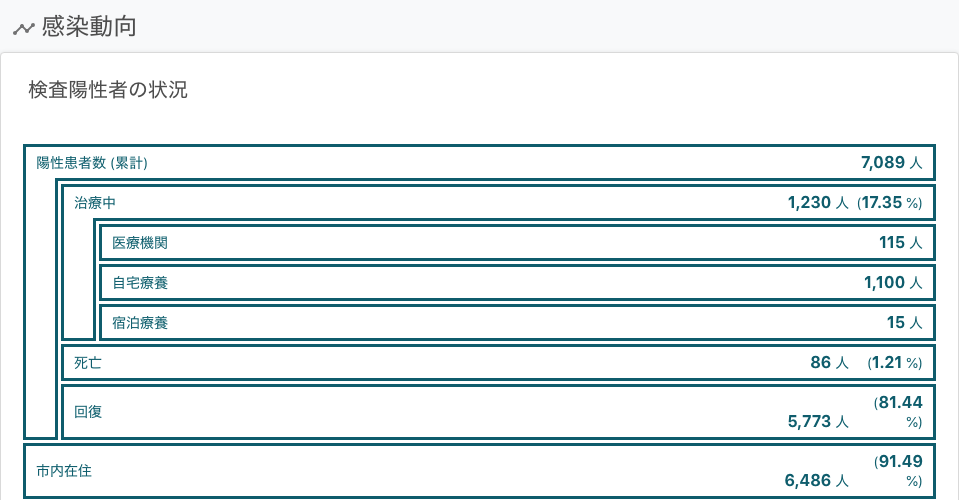 感染動向
検査陽性者の状況
陽性患者数 (累計) 7,089 人
治療中 1,230 人 (17.35 %)
医療機関 115 人
自宅療養 1,100 人
宿泊療養 15 人
死亡 86 人 (1.21 %)
回復 5,773 人 (81.44 %)
市内在住 6,486 人 (91.49 %)